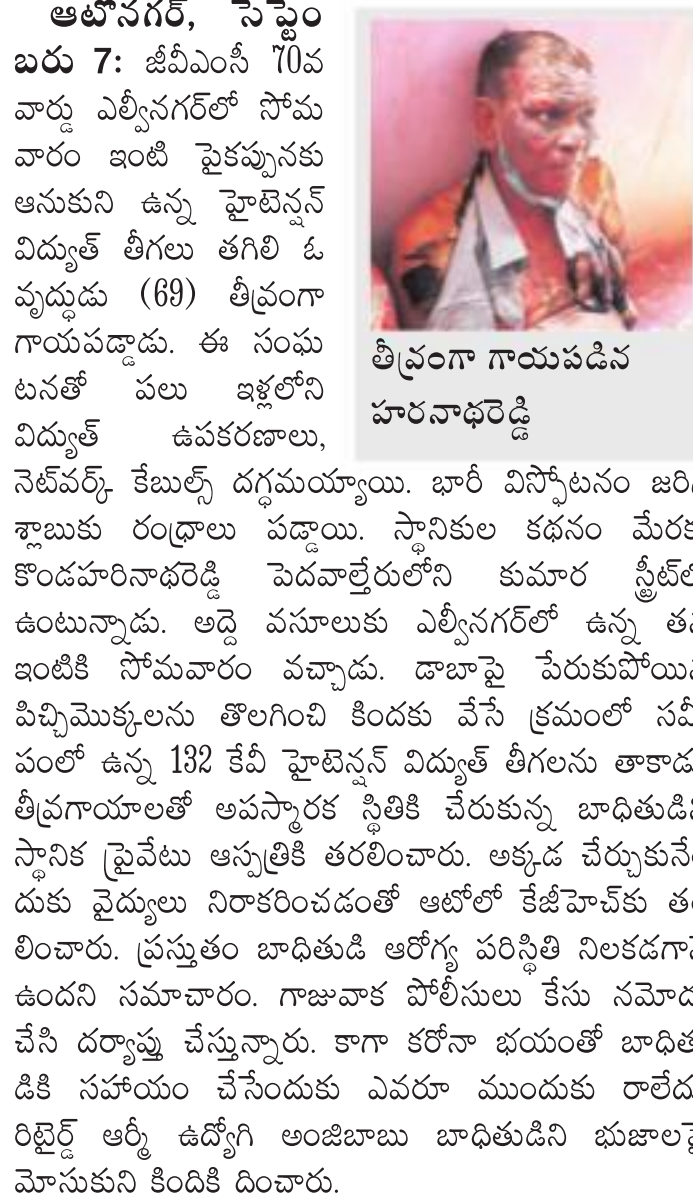 ఆటోనగర్, సెప్టెం
బరు 7: జీవీఎంసీ 70వ
వార్డు ఎల్వీనగర్‌లో సోమ
వారం ఇంటి పైకప్పునకు
ఆనుకుని ఉన్న హైటెన్షన్
విద్యుత్ తీగలు తగిలి ఓ
వృద్ధుడు (69) తీవ్రంగా
గాయపడ్డాడు. ఈ సంఘ
టనతో పలు ఇళ్లలోని
విద్యుత్ ఉపకరణాలు,
తీవ్రంగా గాయపడిన
హరనాథరెడ్డి
నెట్‌వర్క్ కేబుల్స్ దగ్ధమయ్యాయి. భారీ విస్ఫోటనం
శ్లాబుకు రంధ్రాలు పడ్డాయి. స్థానికుల కథనం
కొండహరినాథరెడ్డి పెదవాల్తేరులోని కుమార
ఉంటున్నాడు. అద్దె వసూలుకు ఎల్వీనగర్‌లో ఉన్న
ఇంటికి సోమవారం వచ్చాడు. డాబాపై
పిచ్చిమొక్కలను తొలగించి కిందకు వేసే క్రమంలో సమీ
పంలో ఉన్న 132 కేవీ హైటెన్షన్ విద్యుత్ తీగలను తాకాడు
తీవ్రగాయాలతో అపస్మారక స్థితికి చేరుకున్న
స్థానిక ప్రైవేటు ఆస్పత్రికి తరలించారు. అక్కడ
దుకు వైద్యులు నిరాకరించడంతో ఆటోలో కేజీహెచ్‌కు
లించారు. ప్రస్తుతం బాధితుడి ఆరోగ్య పరిస్థితి
ఉందని సమాచారం. గాజువాక పోలీసులు కేసు
చేసి దర్యాప్తు చేస్తున్నారు. కాగా కరోనా భయంతో
డికి సహాయం చేసేందుకు ఎవరూ ముందుకు రాలేదు
రిటైర్డ్ ఆర్మీ ఉద్యోగి అంజిబాబు బాధితుడిని భుజాలపై
మోసుకుని కిందికి దించారు.